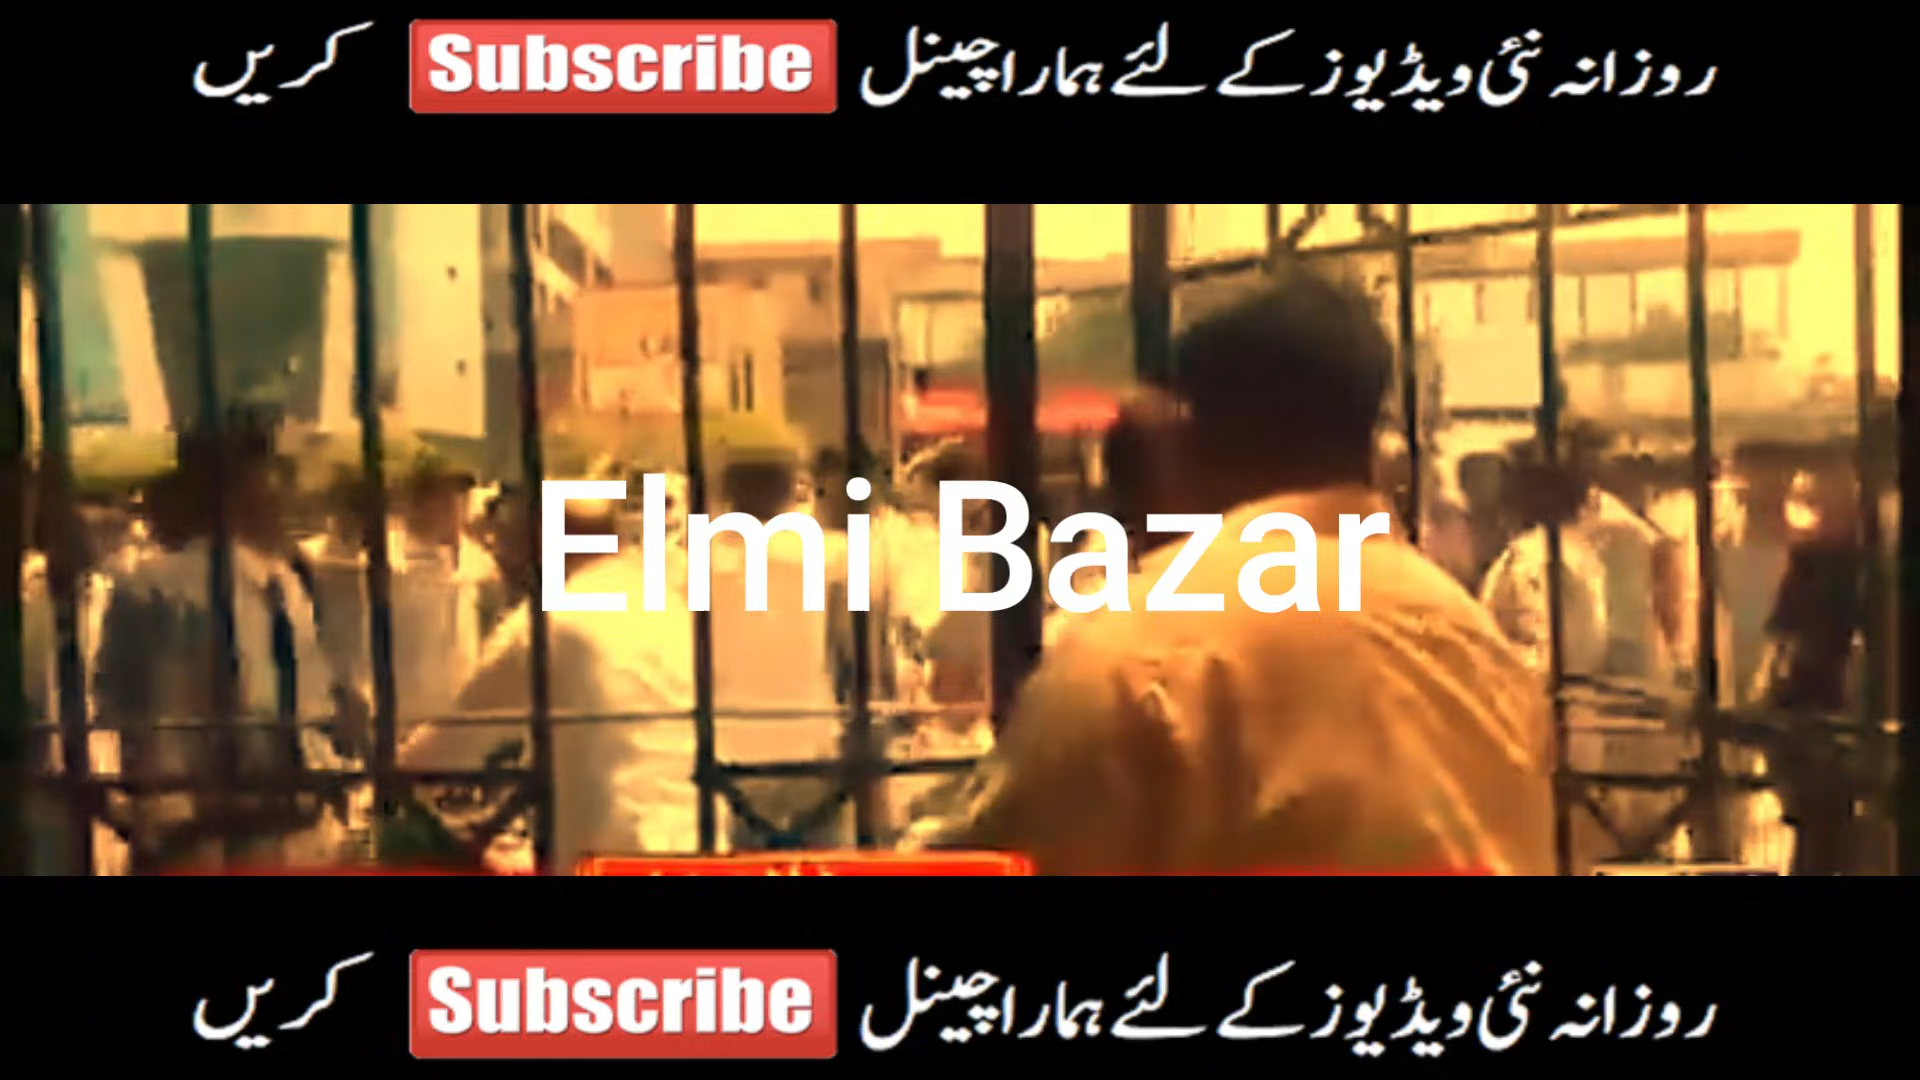 روزانہ نئی ویڈیوز کے لئے ہمارا چینل Subscribe کریں
Elmi Bazar
روزانہ نئی ویڈیوز کے لئے ہمارا چینل Subscribe کریں